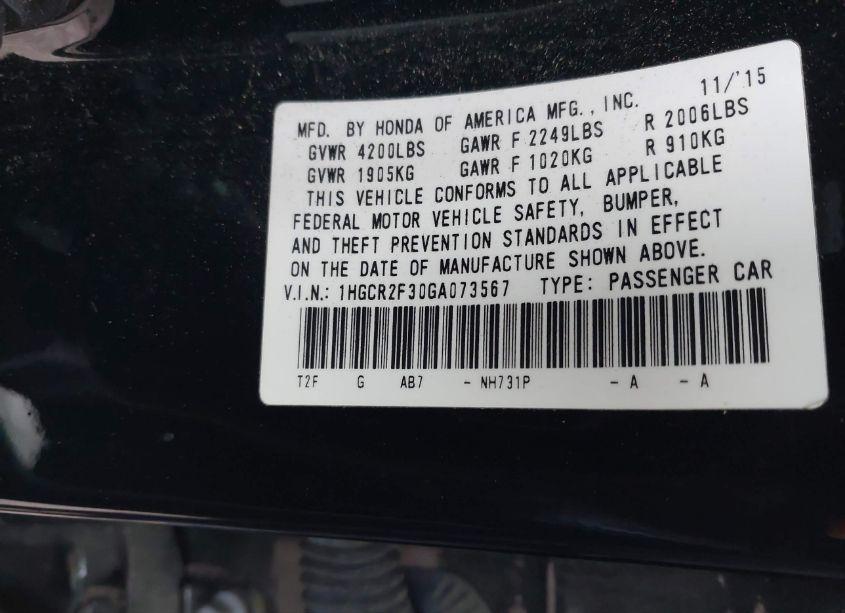 MFD. BY HONDA OF AMERICA MFG., INC. 11/'15
GVWR 4200LBS GAWR F 2249LBS R 2006LBS
GVWR 1905KG GAWR F 1020KG R 910KG
THIS VEHICLE CONFORMS TO ALL APPLICABLE
FEDERAL MOTOR VEHICLE SAFETY, BUMPER,
AND THEFT PREVENTION STANDARDS IN EFFECT
ON THE DATE OF MANUFACTURE SHOWN ABOVE.
V.I.N.: 1HGCR2F30GA073567 TYPE: PASSENGER CAR
T2F G AB7 - NH731P - A - A